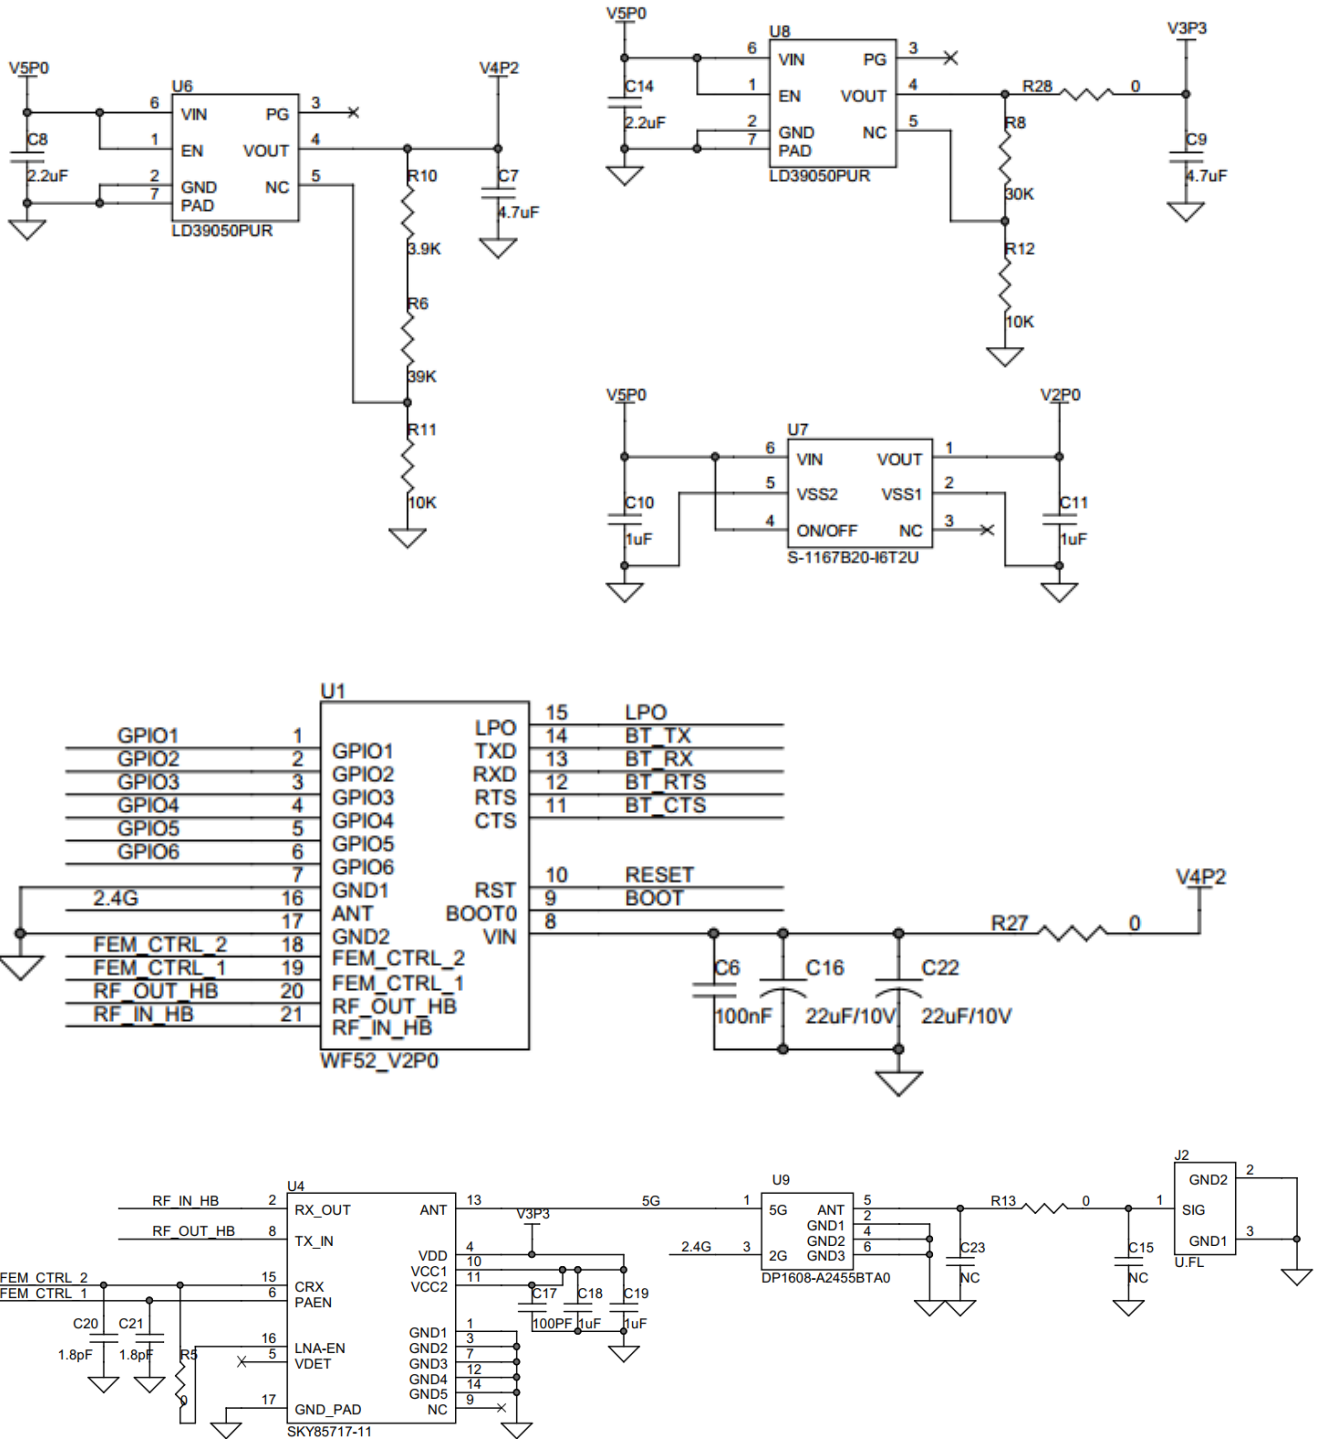 V5P0
U6
V4P2
6 VIN PG 3
C8
1 EN VOUT 4
2.2uF
2 GND NC 5
7 PAD
LD39050PUR
R10
3.9K
C7
4.7uF
R6
39K
R11
10K
V5P0
U8
V3P3
6 VIN PG 3
C14
1 EN VOUT 4
R28 0
2.2uF
2 GND NC 5
7 PAD
LD39050PUR
R8
30K
C9
4.7uF
R12
10K
V5P0
V2P0
U7
6 VIN VOUT 1
5 VSS2 VSS1 2
C10
1uF
C11
1uF
4 ON/OFF NC 3
S-1167B20-I6T2U
U1
15 LPO
LPO
GPIO1 1
TXD 14 BT_TX
GPIO1
GPIO2 2
RXD 13 BT_RX
GPIO2
GPIO3 3
RTS 12 BT_RTS
GPIO3
GPIO4 4
CTS 11 BT_CTS
GPIO4
GPIO5 5
GPIO5
GPIO6 6
GPIO6
7
GND1
RST 10 RESET
2.4G 16
ANT
BOOT0 9 BOOT
17
GND2
VIN 8
R27 0
V4P2
FEM_CTRL_2 18
FEM_CTRL_2
FEM_CTRL_1 19
FEM_CTRL_1
RF_OUT_HB 20
RF_OUT_HB
RF_IN_HB 21
RF_IN_HB
WF52_V2P0
C6
100nF
C16
22uF/10V
C22
22uF/10V
U4
RF_IN_HB 2 RX_OUT ANT 13
5G
RF_OUT_HB 8 TX_IN
V3P3
VDD 4
VCC1 10
FEM_CTRL_2 15 CRX VCC2 11
FEM_CTRL_1 6 PAEN
C20
1.8pF
C21
1.8pF
R5
0
C17
100PF
C18
1uF
C19
1uF
16 LNA-EN
5 VDET
GND1 1
GND2 3
GND3 7
GND4 12
GND5 14
17 GND_PAD NC 9
SKY85717-11
U9
1 5G ANT 5
GND1 2
GND2 4
2.4G 3 2G GND3 6
DP1608-A2455BTA0
C23
NC
R13 0
C15
NC
J2
GND2 2
1 SIG
GND1 3
U.FL